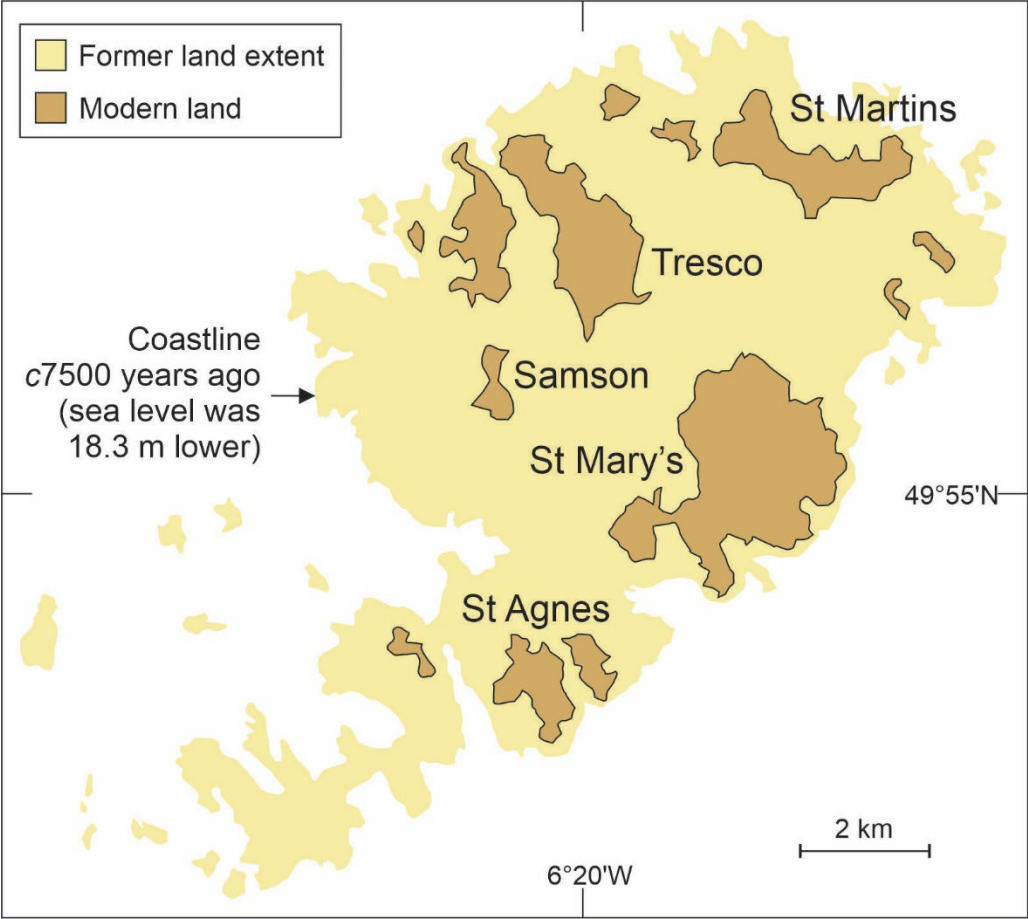 Former land extent
Modern land
St Martins
Tresco
Coastline
c7500 years ago
(sea level was
18.3 m lower)
Samson
St Mary's
49°55'N
St Agnes
2 km
6°20'W